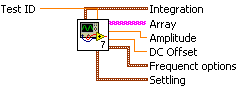 Test ID
Integration
Array
Amplitude
DC Offset
7
Frequenct options
Settling